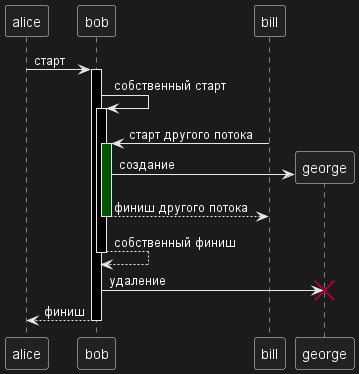 alice
bob
bill
старт
собственный старт
старт другого потока
создание
george
финиш другого потока
собственный финиш
удаление
финиш
alice
bob
bill
george